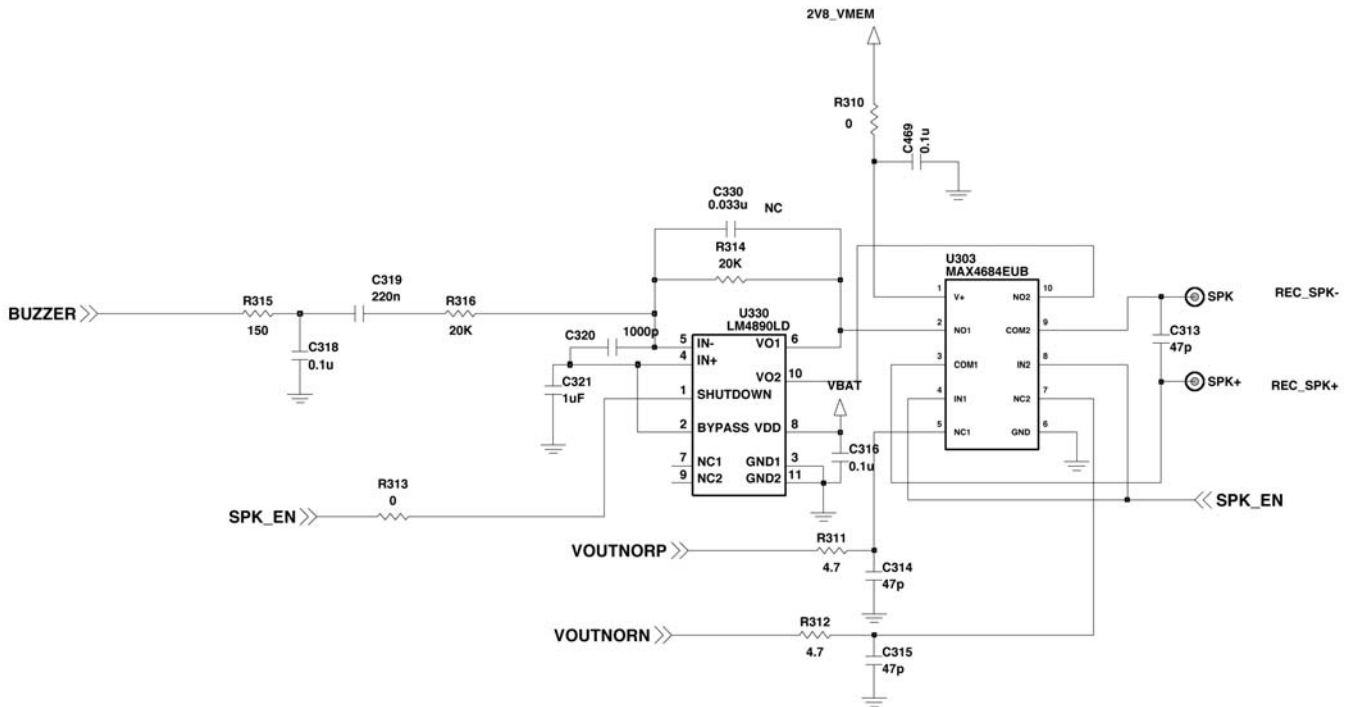 2V8_VMEM
R310
0
C469
0.1u
C330
0.033u
NC
R314
20K
C319
220n
R315
150
R316
20K
BUZZER
C318
0.1u
C320
1000p
C321
1uF
U330
LM4890LD
5 IN-
4 IN+
1 SHUTDOWN
2 BYPASS
7 NC1
9 NC2
VO1 6
VO2 10
VDD 8
GND1 3
GND2 11
VBAT
C316
0.1u
U303
MAX4684EUB
1 V+
2 NO1
3 COM1
4 IN1
5 NC1
NO2 10
COM2 9
IN2 8
NC2 7
GND 6
SPK
REC_SPK-
C313
47p
SPK+
REC_SPK+
SPK_EN
R313
0
SPK_EN
VOUTNORP
R311
4.7
C314
47p
VOUTNORN
R312
4.7
C315
47p